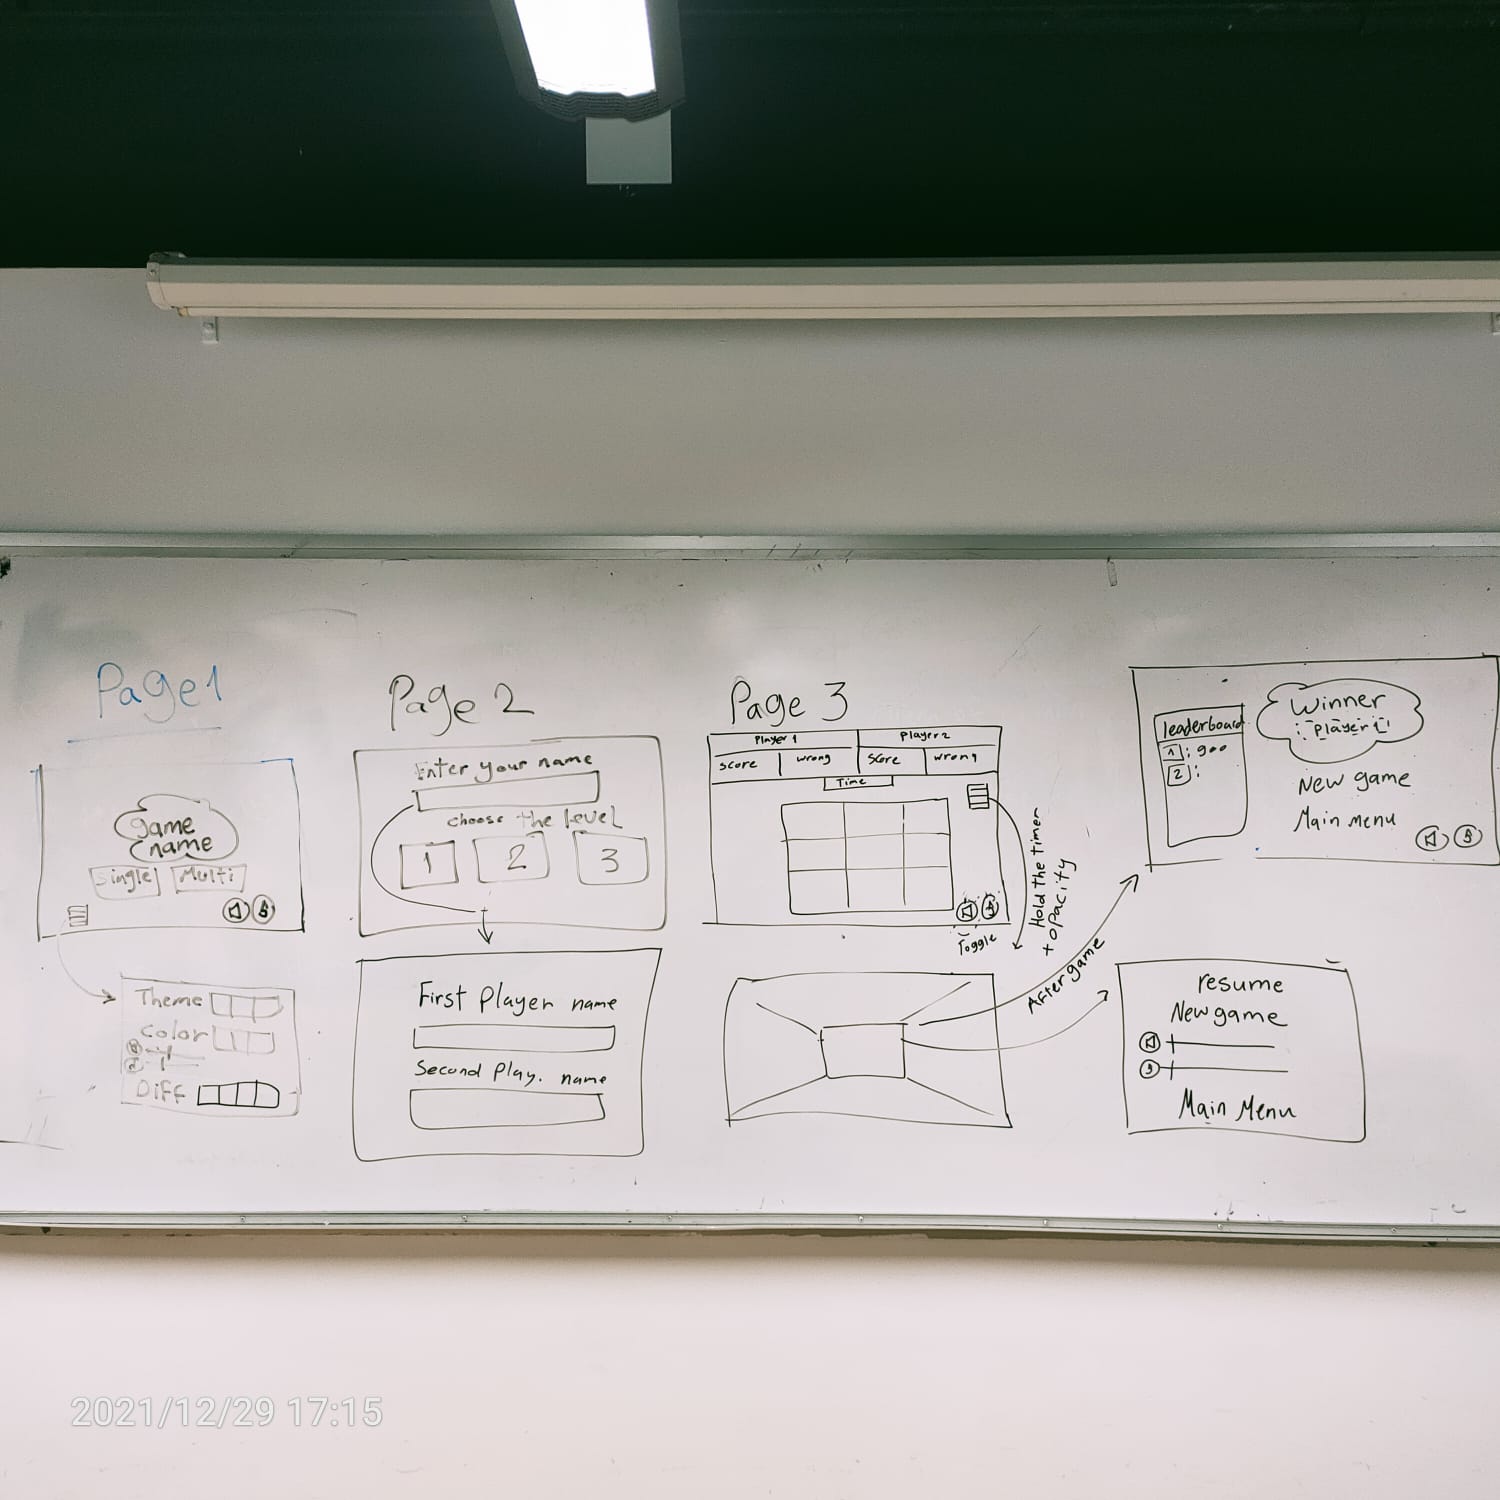 Page 1
game
name
Single Multi
Theme
Color
Diff
Page 2
Enter your name
choose the level
1 2 3
First Player name
Second Play. name
Page 3
Player 1 Player 2
Score wrong Score wrong
Time
Toggle
Hold the timer
+ opacity
After game
leaderboard
1 : 900
2 :
Winner
: player 1 :
New game
Main menu
resume
New game
Main Menu
2021/12/29 17:15